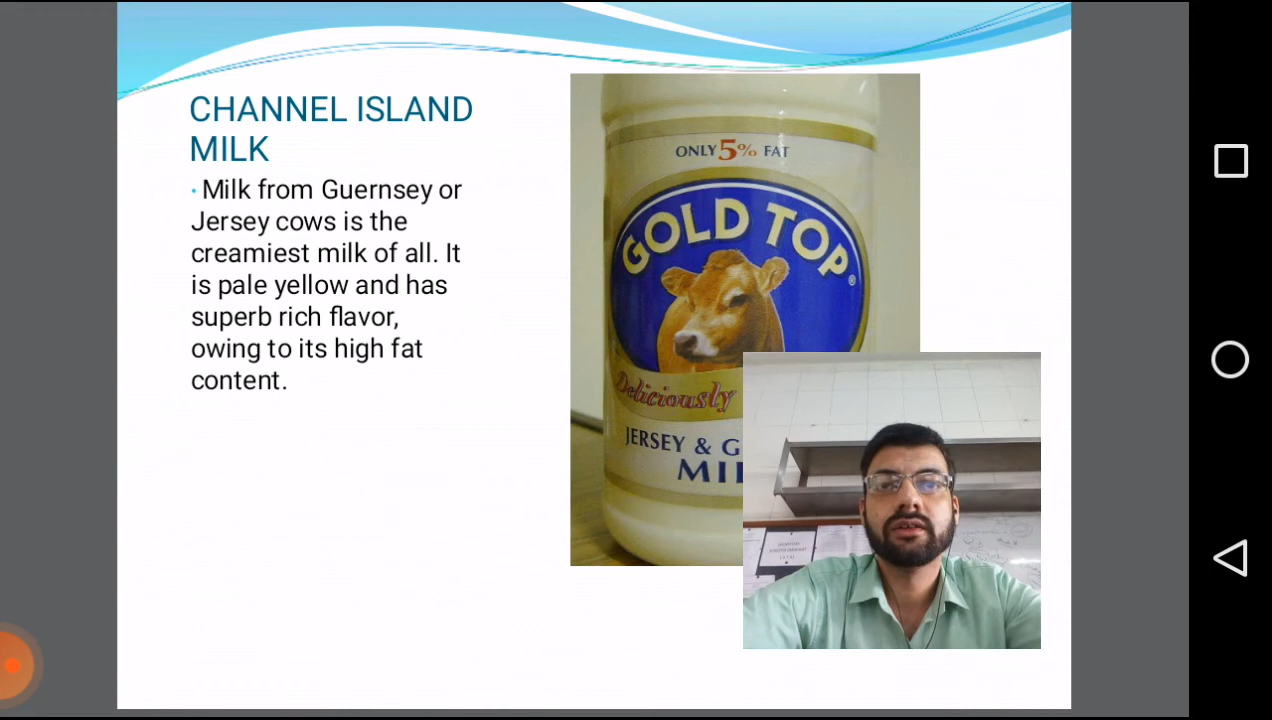 CHANNEL ISLAND
MILK
· Milk from Guernsey or
Jersey cows is the
creamiest milk of all. It
is pale yellow and has
superb rich flavor,
owing to its high fat
content.
ONLY 5% FAT
GOLD TOP®
Deliciously
JERSEY & G
MI